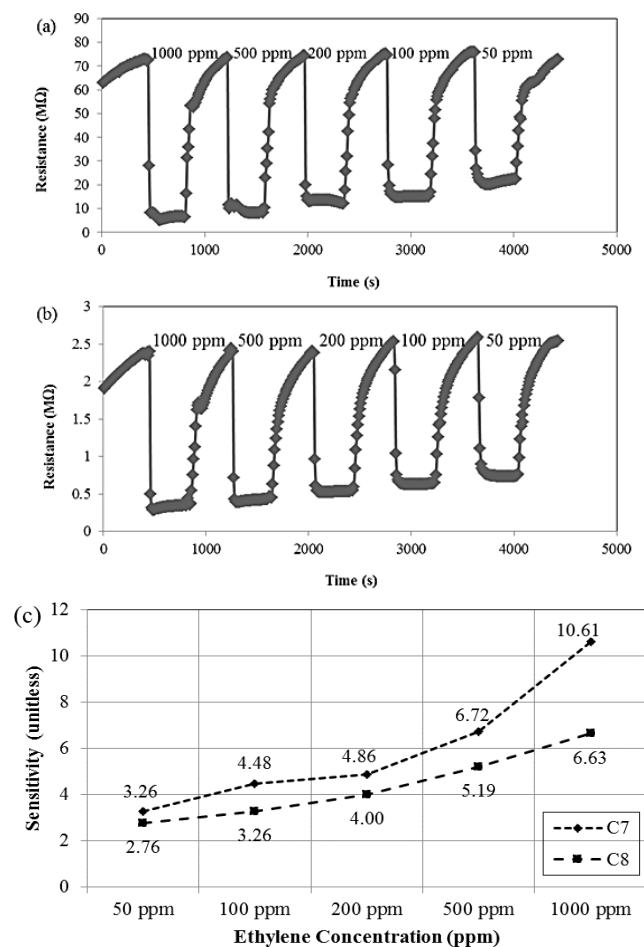 (a)
90
80
70
60
50
40
30
20
10
0
1000 ppm 500 ppm 200 ppm 100 ppm 50 ppm
Resistance (MΩ)
0 1000 2000 3000 4000 5000
Time (s)
(b)
3
2.5
2
1.5
1
0.5
0
1000 ppm 500 ppm 200 ppm 100 ppm 50 ppm
Resistance (MΩ)
0 1000 2000 3000 4000 5000
Time (s)
(c)
12
10
8
6
4
2
0
Sensitivity (unitless)
3.26 4.48 4.86 6.72 10.61
2.76 3.26 4.00 5.19 6.63
C7
C8
50 ppm 100 ppm 200 ppm 500 ppm 1000 ppm
Ethylene Concentration (ppm)